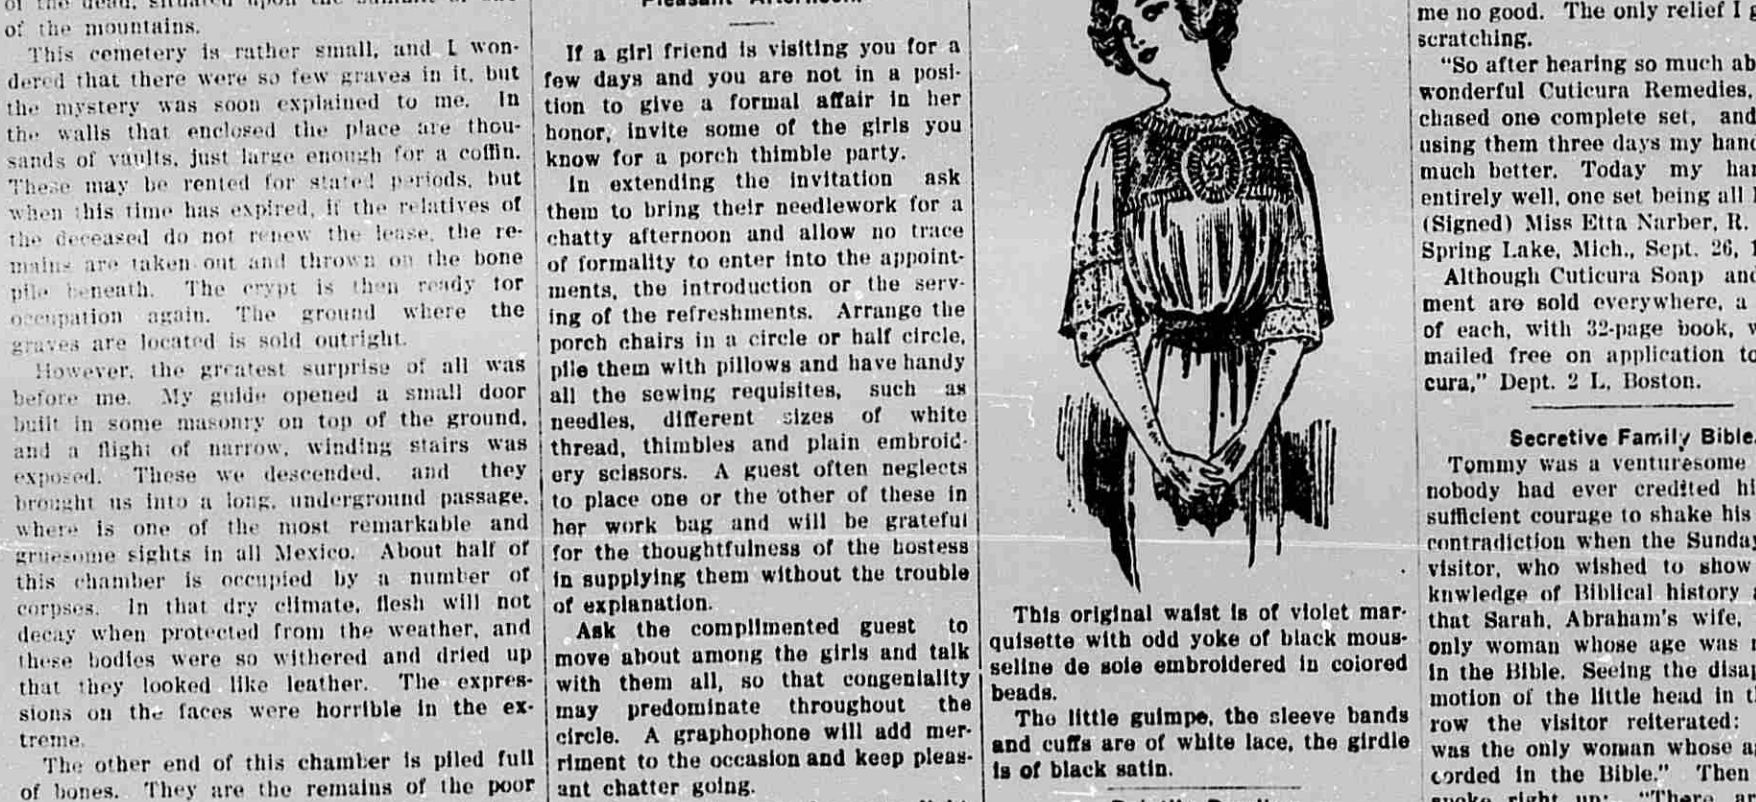 of the dead, situated upon the summit of
of the mountains.
This cemetery is rather small, and I won-
dered that there were so few graves in it, but
the mystery was soon explained to me. In
the walls that enclosed the place are thou-
sands of vaults, just large enough for a coffin.
These may be rented for stated periods, but
when this time has expired, if the relatives of
the deceased do not renew the lease, the re-
mains are taken out and thrown on the bone
pile beneath. The crypt is then ready for
occupation again. The ground where the
graves are located is sold outright.
However, the greatest surprise of all was
before me. My guide opened a small door
built in some masonry on top of the ground,
and a flight of narrow, winding stairs was
exposed. These we descended, and they
brought us into a long, underground passage,
where is one of the most remarkable and
gruesome sights in all Mexico. About half of
this chamber is occupied by a number of
corpses. In that dry climate, flesh will not
decay when protected from the weather, and
these bodies were so withered and dried up
that they looked like leather. The expres-
sions on the faces were horrible in the ex-
treme.
The other end of this chamber is piled full
of bones. They are the remains of the poor
Pleasant Afternoon.
If a girl friend is visiting you for a
few days and you are not in a posi-
tion to give a formal affair in her
honor, invite some of the girls you
know for a porch thimble party.
In extending the invitation ask
them to bring their needlework for a
chatty afternoon and allow no trace
of formality to enter into the appoint-
ments, the introduction or the serv-
ing of the refreshments. Arrange the
porch chairs in a circle or half circle,
pile them with pillows and have handy
all the sewing requisites, such as
needles, different sizes of white
thread, thimbles and plain embroid-
ery scissors. A guest often neglects
to place one or the other of these in
her work bag and will be grateful
for the thoughtfulness of the hostess
in supplying them without the trouble
of explanation.
Ask the complimented guest to
move about among the girls and talk
with them all, so that congeniality
may predominate throughout the
circle. A graphophone will add mer-
riment to the occasion and keep pleas-
ant chatter going.
This original waist is of violet mar-
quisette with odd yoke of black mous-
seline de soie embroidered in colored
beads.
The little guimpe, the sleeve bands
and cuffs are of white lace, the girdle
is of black satin.
me no good. The only relief I
scratching.
"So after hearing so much
wonderful Cuticura Remedies,
chased one complete set, and
using them three days my
much better. Today my
entirely well, one set being all
(Signed) Miss Etta Narber, R.
Spring Lake, Mich., Sept. 26,
Although Cuticura Soap and
ment are sold everywhere, a
of each, with 32-page book,
mailed free on application to
cura," Dept. 2 L, Boston.
Secretive Family Bible.
Tommy was a venturesome
nobody had ever credited
sufficient courage to shake his
contradiction when the Sunday
visitor, who wished to show
knwledge of Biblical history
that Sarah, Abraham's wife,
only woman whose age was
in the Bible. Seeing the
motion of the little head in
row the visitor reiterated:
was the only woman whose
corded in the Bible." Then
spoke right up: "There